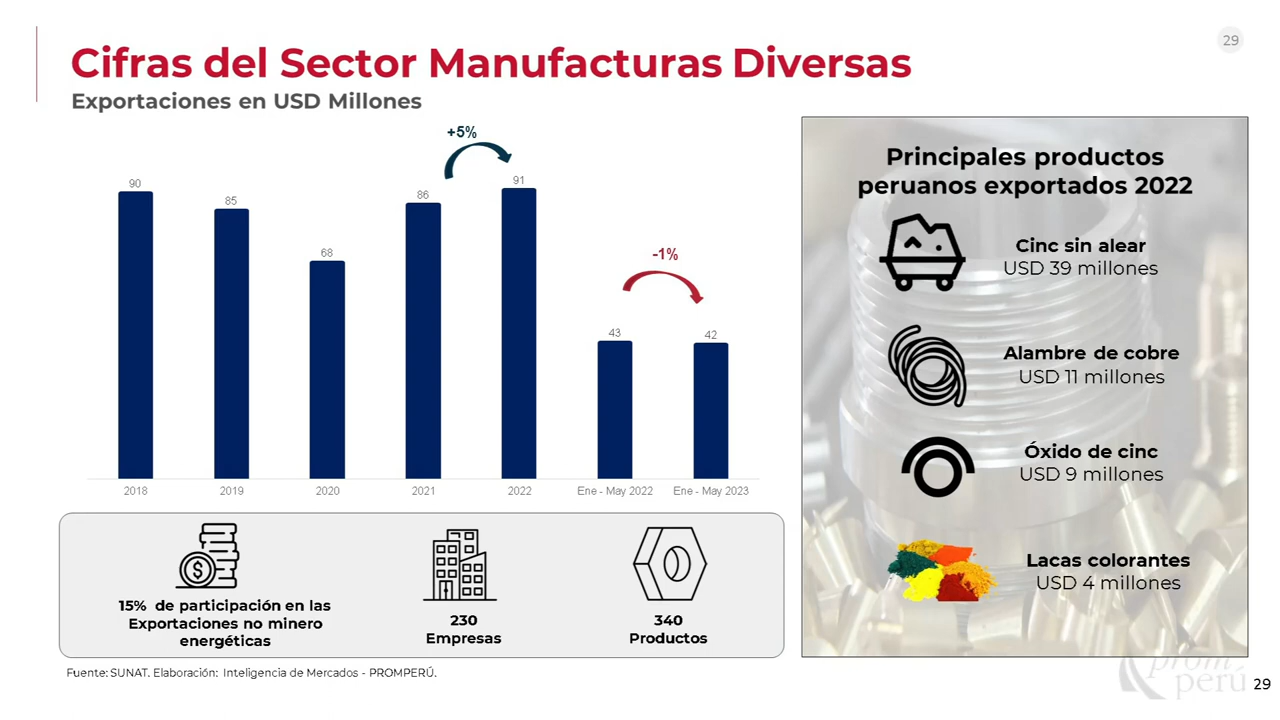 29
Cifras del Sector Manufacturas Diversas
Exportaciones en USD Millones
+5%
90
85
68
86
91
-1%
43
42
2018
2019
2020
2021
2022
Ene - May 2022
Ene - May 2023
15% de participación en las
Exportaciones no minero
energéticas
230
Empresas
340
Productos
Principales productos
peruanos exportados 2022
Cinc sin alear
USD 39 millones
Alambre de cobre
USD 11 millones
Óxido de cinc
USD 9 millones
Lacas colorantes
USD 4 millones
Fuente: SUNAT. Elaboración: Inteligencia de Mercados - PROMPERÚ.
prom
perú
29